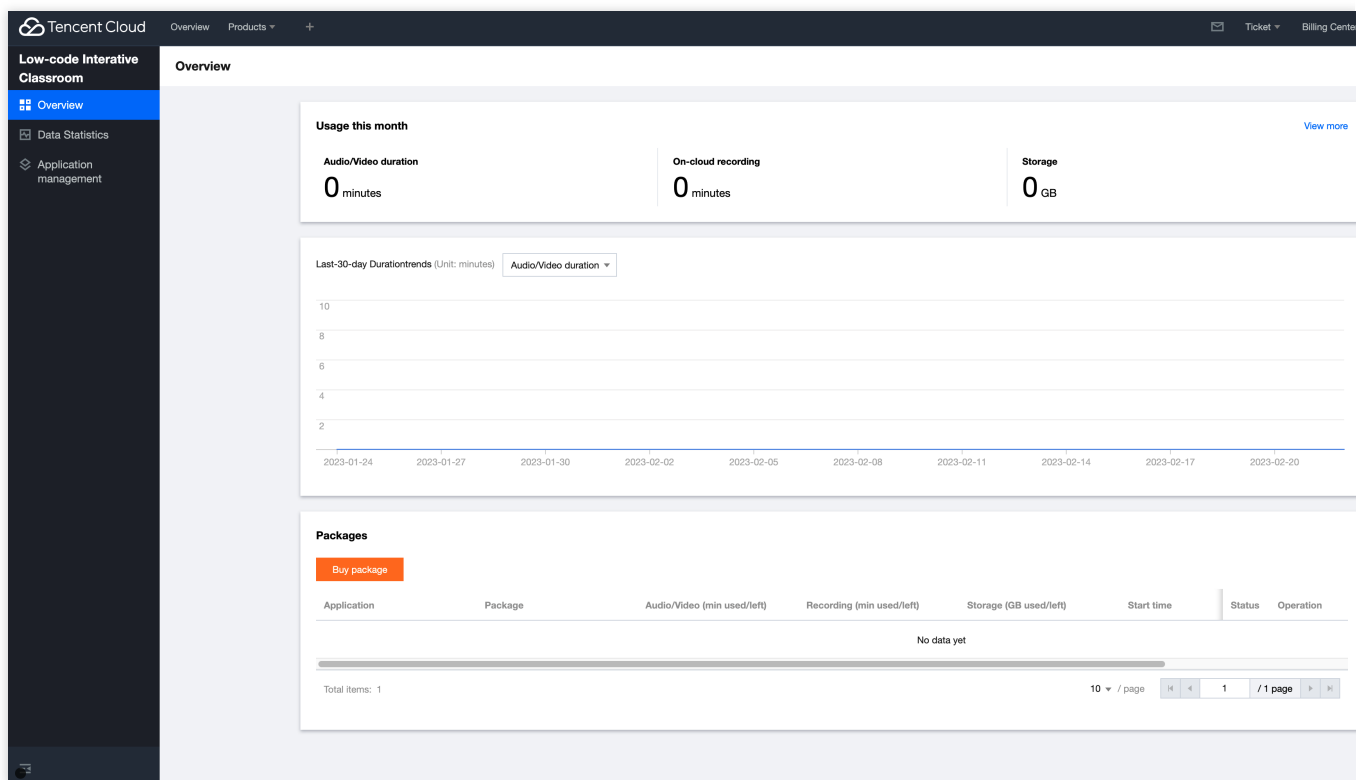 Tencent Cloud Overview Products + Ticket Billing Center
Low-code Interative
Classroom
Overview
Overview
Data Statistics
Application
management
Usage this month View more
Audio/Video duration On-cloud recording Storage
0 minutes 0 minutes 0 GB
Last-30-day Durationtrends (Unit: minutes) Audio/Video duration
10
8
6
4
2
2023-01-24 2023-01-27 2023-01-30 2023-02-02 2023-02-05 2023-02-08 2023-02-11 2023-02-14 2023-02-17 2023-02-20
Packages
Buy package
Application Package Audio/Video (min used/left) Recording (min used/left) Storage (GB used/left) Start time Status Operation
No data yet
Total items: 1 10 / page 1 / 1 page